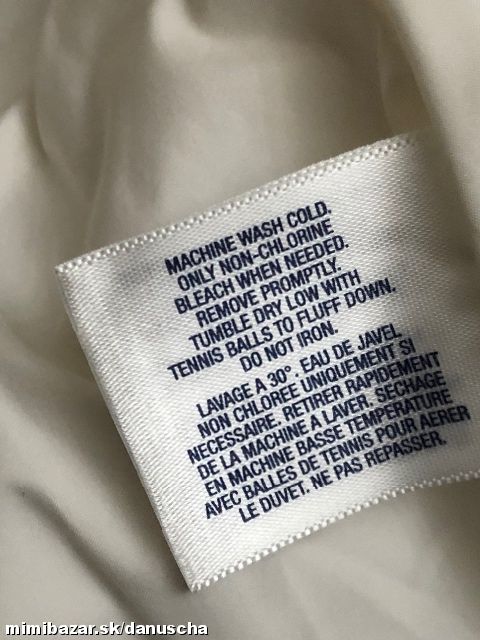 MACHINE WASH COLD.
ONLY NON-CHLORINE
BLEACH WHEN NEEDED.
REMOVE PROMPTLY.
TUMBLE DRY LOW WITH
TENNIS BALLS TO FLUFF DOWN.
DO NOT IRON.
LAVAGE A 30°. EAU DE JAVEL
NON CHLOREE UNIQUEMENT SI
NECESSAIRE. RETIRER RAPIDEMENT
DE LA MACHINE A LAVER. SECHAGE
EN MACHINE BASSE TEMPERATURE
AVEC BALLES DE TENNIS POUR AERER
LE DUVET. NE PAS REPASSER.
mimibazar.sk/danuscha